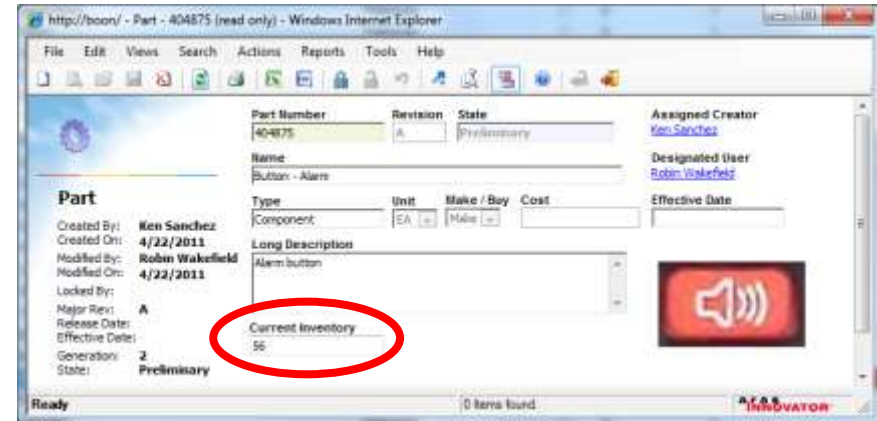 http://boon/ - Part - 404875 (read only) - Windows Internet Explorer
File Edit Views Search Actions Reports Tools Help
Part Number Revision State Assigned Creator
404875 A Preliminary Ken Sanchez
Name Designated User
Button - Alarm Robin Wakefield
Part
Type Unit Make / Buy Cost Effective Date
Component EA Make
Created By: Ken Sanchez
Created On: 4/22/2011
Long Description
Alarm button
Modified By: Robin Wakefield
Modified On: 4/22/2011
Locked By:
Major Rev: A
Release Date:
Effective Date:
Current Inventory
56
Generation: 2
State: Preliminary
Ready 0 items found. aras INNOVATOR